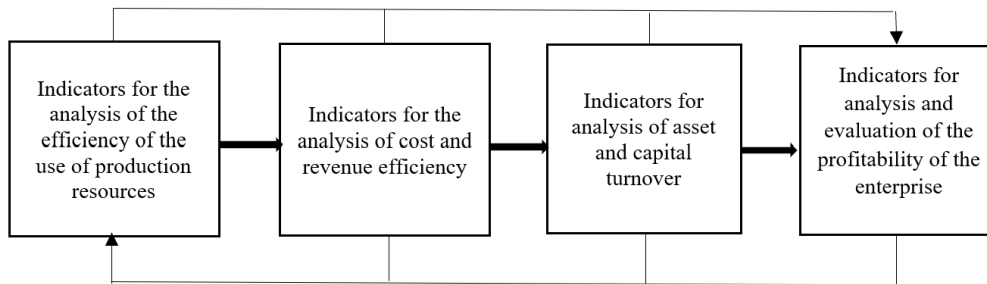 Indicators for the
analysis of the
efficiency of the
use of production
resources
Indicators for the
analysis of cost and
revenue efficiency
Indicators for
analysis of asset
and capital
turnover
Indicators for
analysis and
evaluation of the
profitability of the
enterprise